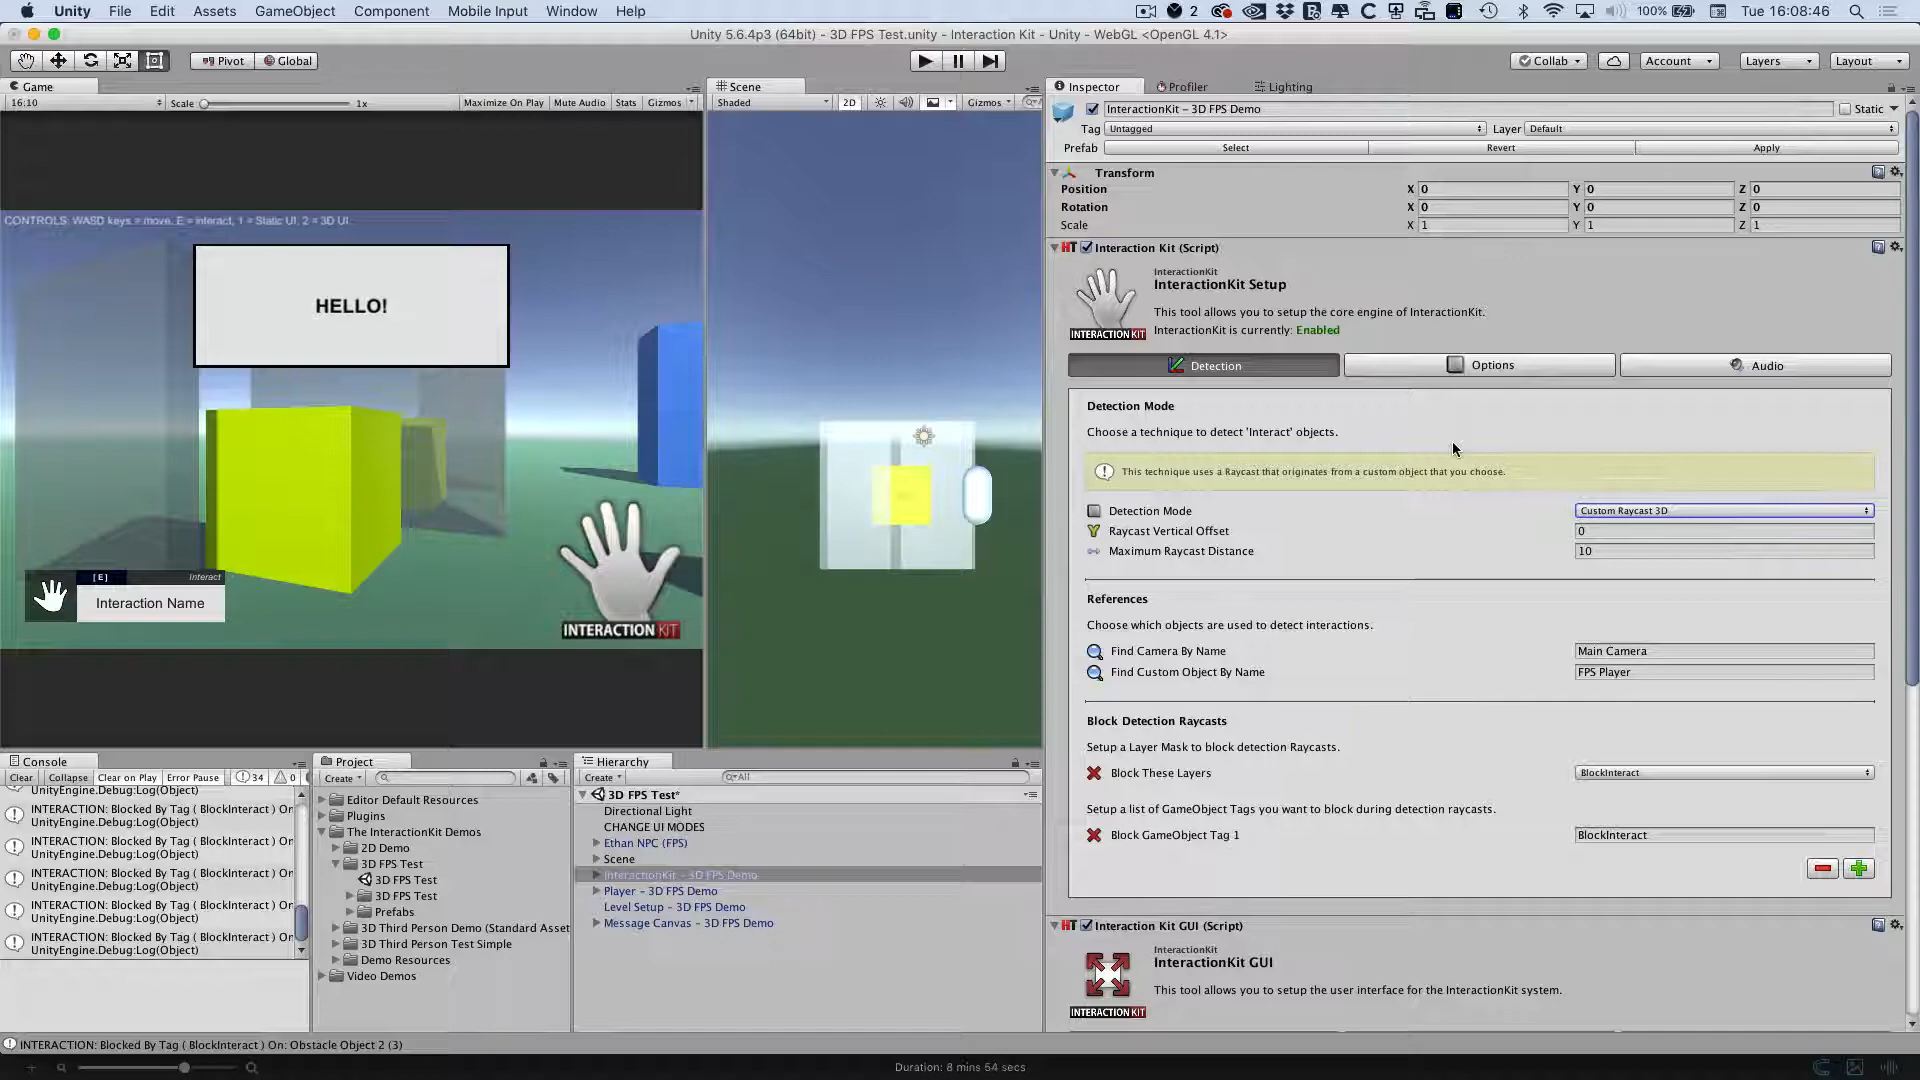 Unity File Edit Assets GameObject Component Mobile Input Window Help 2 100% Tue 16:08:46
Unity 5.6.4p3 (64bit) - 3D FPS Test.unity - Interaction Kit - Unity - WebGL <OpenGL 4.1>
Pivot Global Collab Account Layers Layout
Game
16:10 Scale 1x Maximize On Play Mute Audio Stats Gizmos
CONTROLS: WASD keys = move, E = interact, 1 = Static UI, 2 = 3D UI
HELLO!
[E] Interact
Interaction Name
INTERACTION KIT
Scene
Shaded 2D Gizmos
Inspector Profiler Lighting
InteractionKit – 3D FPS Demo Static
Tag Untagged Layer Default
Prefab Select Revert Apply
Transform
Position X 0 Y 0 Z 0
Rotation X 0 Y 0 Z 0
Scale X 1 Y 1 Z 1
HT Interaction Kit (Script)
InteractionKit
InteractionKit Setup
This tool allows you to setup the core engine of InteractionKit.
InteractionKit is currently: Enabled
INTERACTION KIT
Detection Options Audio
Detection Mode
Choose a technique to detect 'Interact' objects.
This technique uses a Raycast that originates from a custom object that you choose.
Detection Mode Custom Raycast 3D
Raycast Vertical Offset 0
Maximum Raycast Distance 10
References
Choose which objects are used to detect interactions.
Find Camera By Name Main Camera
Find Custom Object By Name FPS Player
Block Detection Raycasts
Setup a Layer Mask to block detection Raycasts.
Block These Layers BlockInteract
Setup a list of GameObject Tags you want to block during detection raycasts.
Block GameObject Tag 1 BlockInteract
HT Interaction Kit GUI (Script)
InteractionKit
InteractionKit GUI
This tool allows you to setup the user interface for the InteractionKit system.
INTERACTION KIT
Console
Clear Collapse Clear on Play Error Pause 34 0
UnityEngine.Debug:Log(Object)
INTERACTION: Blocked By Tag ( BlockInteract ) On
UnityEngine.Debug:Log(Object)
INTERACTION: Blocked By Tag ( BlockInteract ) On
UnityEngine.Debug:Log(Object)
INTERACTION: Blocked By Tag ( BlockInteract ) On
UnityEngine.Debug:Log(Object)
INTERACTION: Blocked By Tag ( BlockInteract ) On
UnityEngine.Debug:Log(Object)
INTERACTION: Blocked By Tag ( BlockInteract ) On
UnityEngine.Debug:Log(Object)
Project
Create
Editor Default Resources
Plugins
The InteractionKit Demos
2D Demo
3D FPS Test
3D FPS Test
3D FPS Test
Prefabs
3D Third Person Demo (Standard Asset
3D Third Person Test Simple
Demo Resources
Video Demos
Hierarchy
Create All
3D FPS Test*
Directional Light
CHANGE UI MODES
Ethan NPC (FPS)
Scene
InteractionKit – 3D FPS Demo
Player – 3D FPS Demo
Level Setup – 3D FPS Demo
Message Canvas – 3D FPS Demo
INTERACTION: Blocked By Tag ( BlockInteract ) On: Obstacle Object 2 (3)
Duration: 8 mins 54 secs